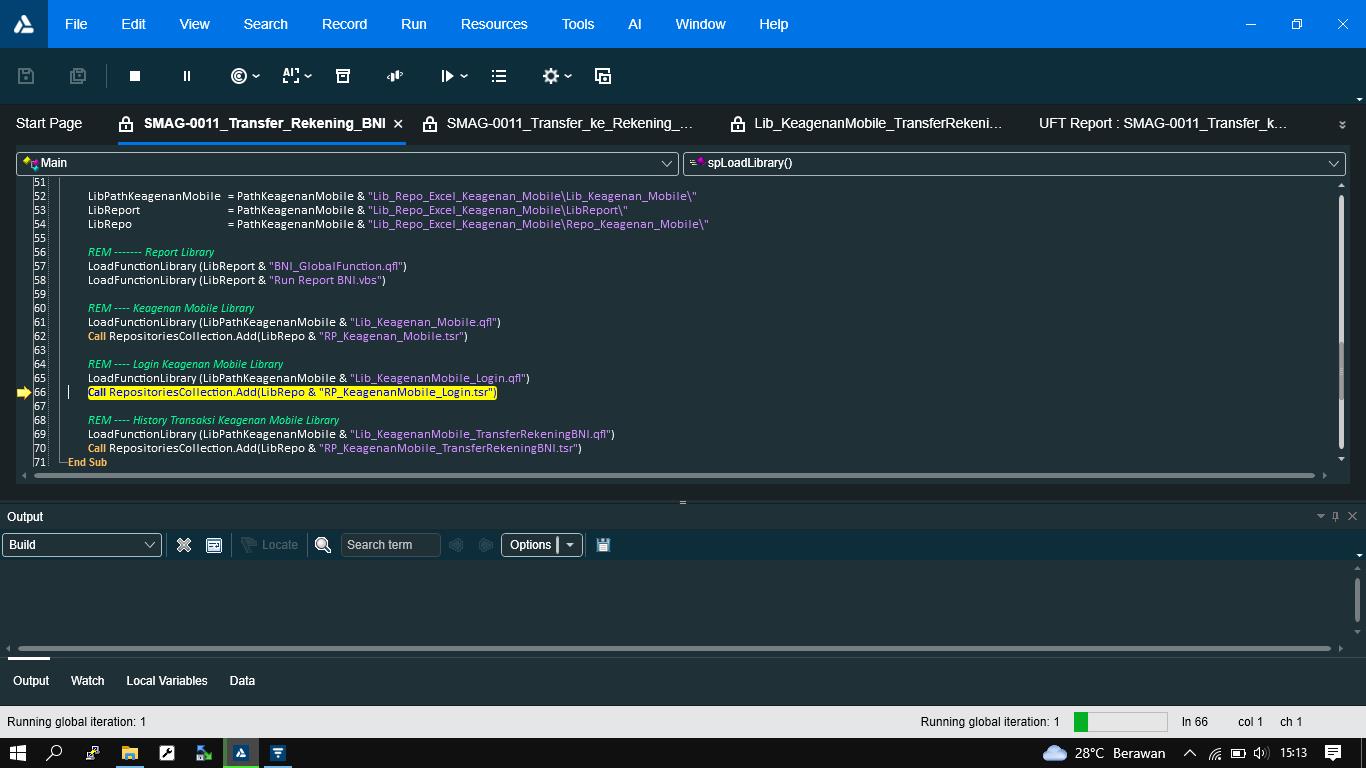 File Edit View Search Record Run Resources Tools AI Window Help
Start Page SMAG-0011_Transfer_Rekening_BNI SMAG-0011_Transfer_ke_Rekening_... Lib_KeagenanMobile_TransferRekeni... UFT Report : SMAG-0011_Transfer_k...
Main spLoadLibrary()
51
52 LibPathKeagenanMobile = PathKeagenanMobile & "Lib_Repo_Excel_Keagenan_Mobile\Lib_Keagenan_Mobile\"
53 LibReport = PathKeagenanMobile & "Lib_Repo_Excel_Keagenan_Mobile\LibReport\"
54 LibRepo = PathKeagenanMobile & "Lib_Repo_Excel_Keagenan_Mobile\Repo_Keagenan_Mobile\"
55
56 REM ------- Report Library
57 LoadFunctionLibrary (LibReport & "BNI_GlobalFunction.qfl")
58 LoadFunctionLibrary (LibReport & "Run Report BNI.vbs")
59
60 REM ---- Keagenan Mobile Library
61 LoadFunctionLibrary (LibPathKeagenanMobile & "Lib_Keagenan_Mobile.qfl")
62 Call RepositoriesCollection.Add(LibRepo & "RP_Keagenan_Mobile.tsr")
63
64 REM ---- Login Keagenan Mobile Library
65 LoadFunctionLibrary (LibPathKeagenanMobile & "Lib_KeagenanMobile_Login.qfl")
66 Call RepositoriesCollection.Add(LibRepo & "RP_KeagenanMobile_Login.tsr")
67
68 REM ---- History Transaksi Keagenan Mobile Library
69 LoadFunctionLibrary (LibPathKeagenanMobile & "Lib_KeagenanMobile_TransferRekeningBNI.qfl")
70 Call RepositoriesCollection.Add(LibRepo & "RP_KeagenanMobile_TransferRekeningBNI.tsr")
71 End Sub
Output
Build Locate Search term Options
Output Watch Local Variables Data
Running global iteration: 1 Running global iteration: 1 ln 66 col 1 ch 1
28°C Berawan 15:13